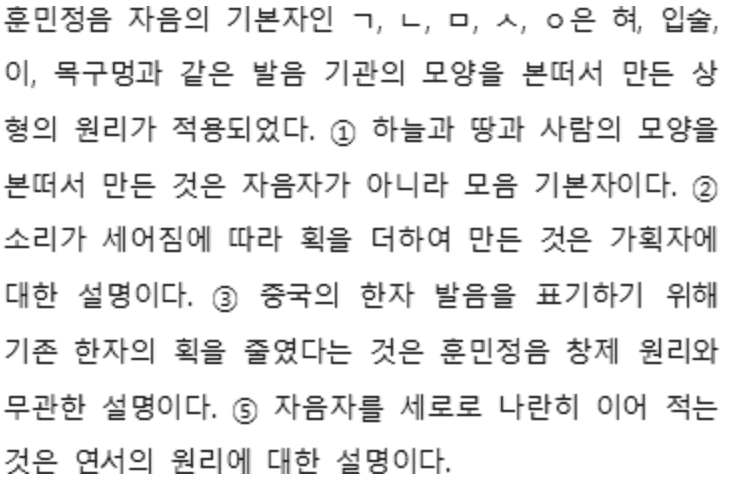 훈민정음 자음의 기본자인 ㄱ, ㄴ, ㅁ, ㅅ, ㅇ은 혀, 입술,
이, 목구멍과 같은 발음 기관의 모양을 본떠서 만든 상
형의 원리가 적용되었다. ① 하늘과 땅과 사람의 모양을
본떠서 만든 것은 자음자가 아니라 모음 기본자이다. ②
소리가 세어짐에 따라 획을 더하여 만든 것은 가획자에
대한 설명이다. ③ 중국의 한자 발음을 표기하기 위해
기존 한자의 획을 줄였다는 것은 훈민정음 창제 원리와
무관한 설명이다. ⑤ 자음자를 세로로 나란히 이어 적는
것은 연서의 원리에 대한 설명이다.